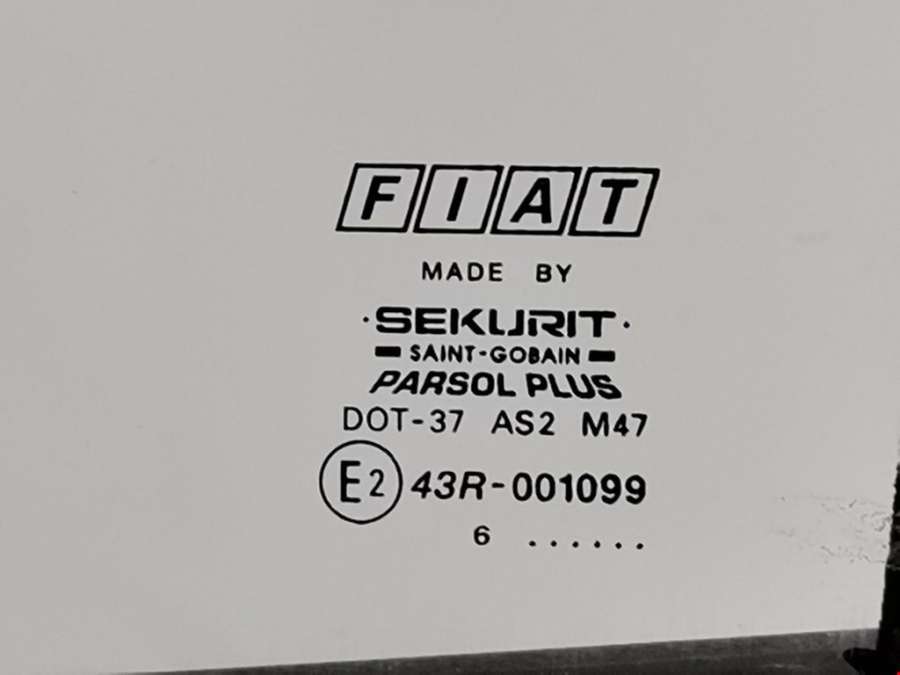 FIAT
MADE BY
·SEKURIT·
SAINT-GOBAIN
PARSOL PLUS
DOT-37 AS2 M47
E2 43R-001099
6 ......